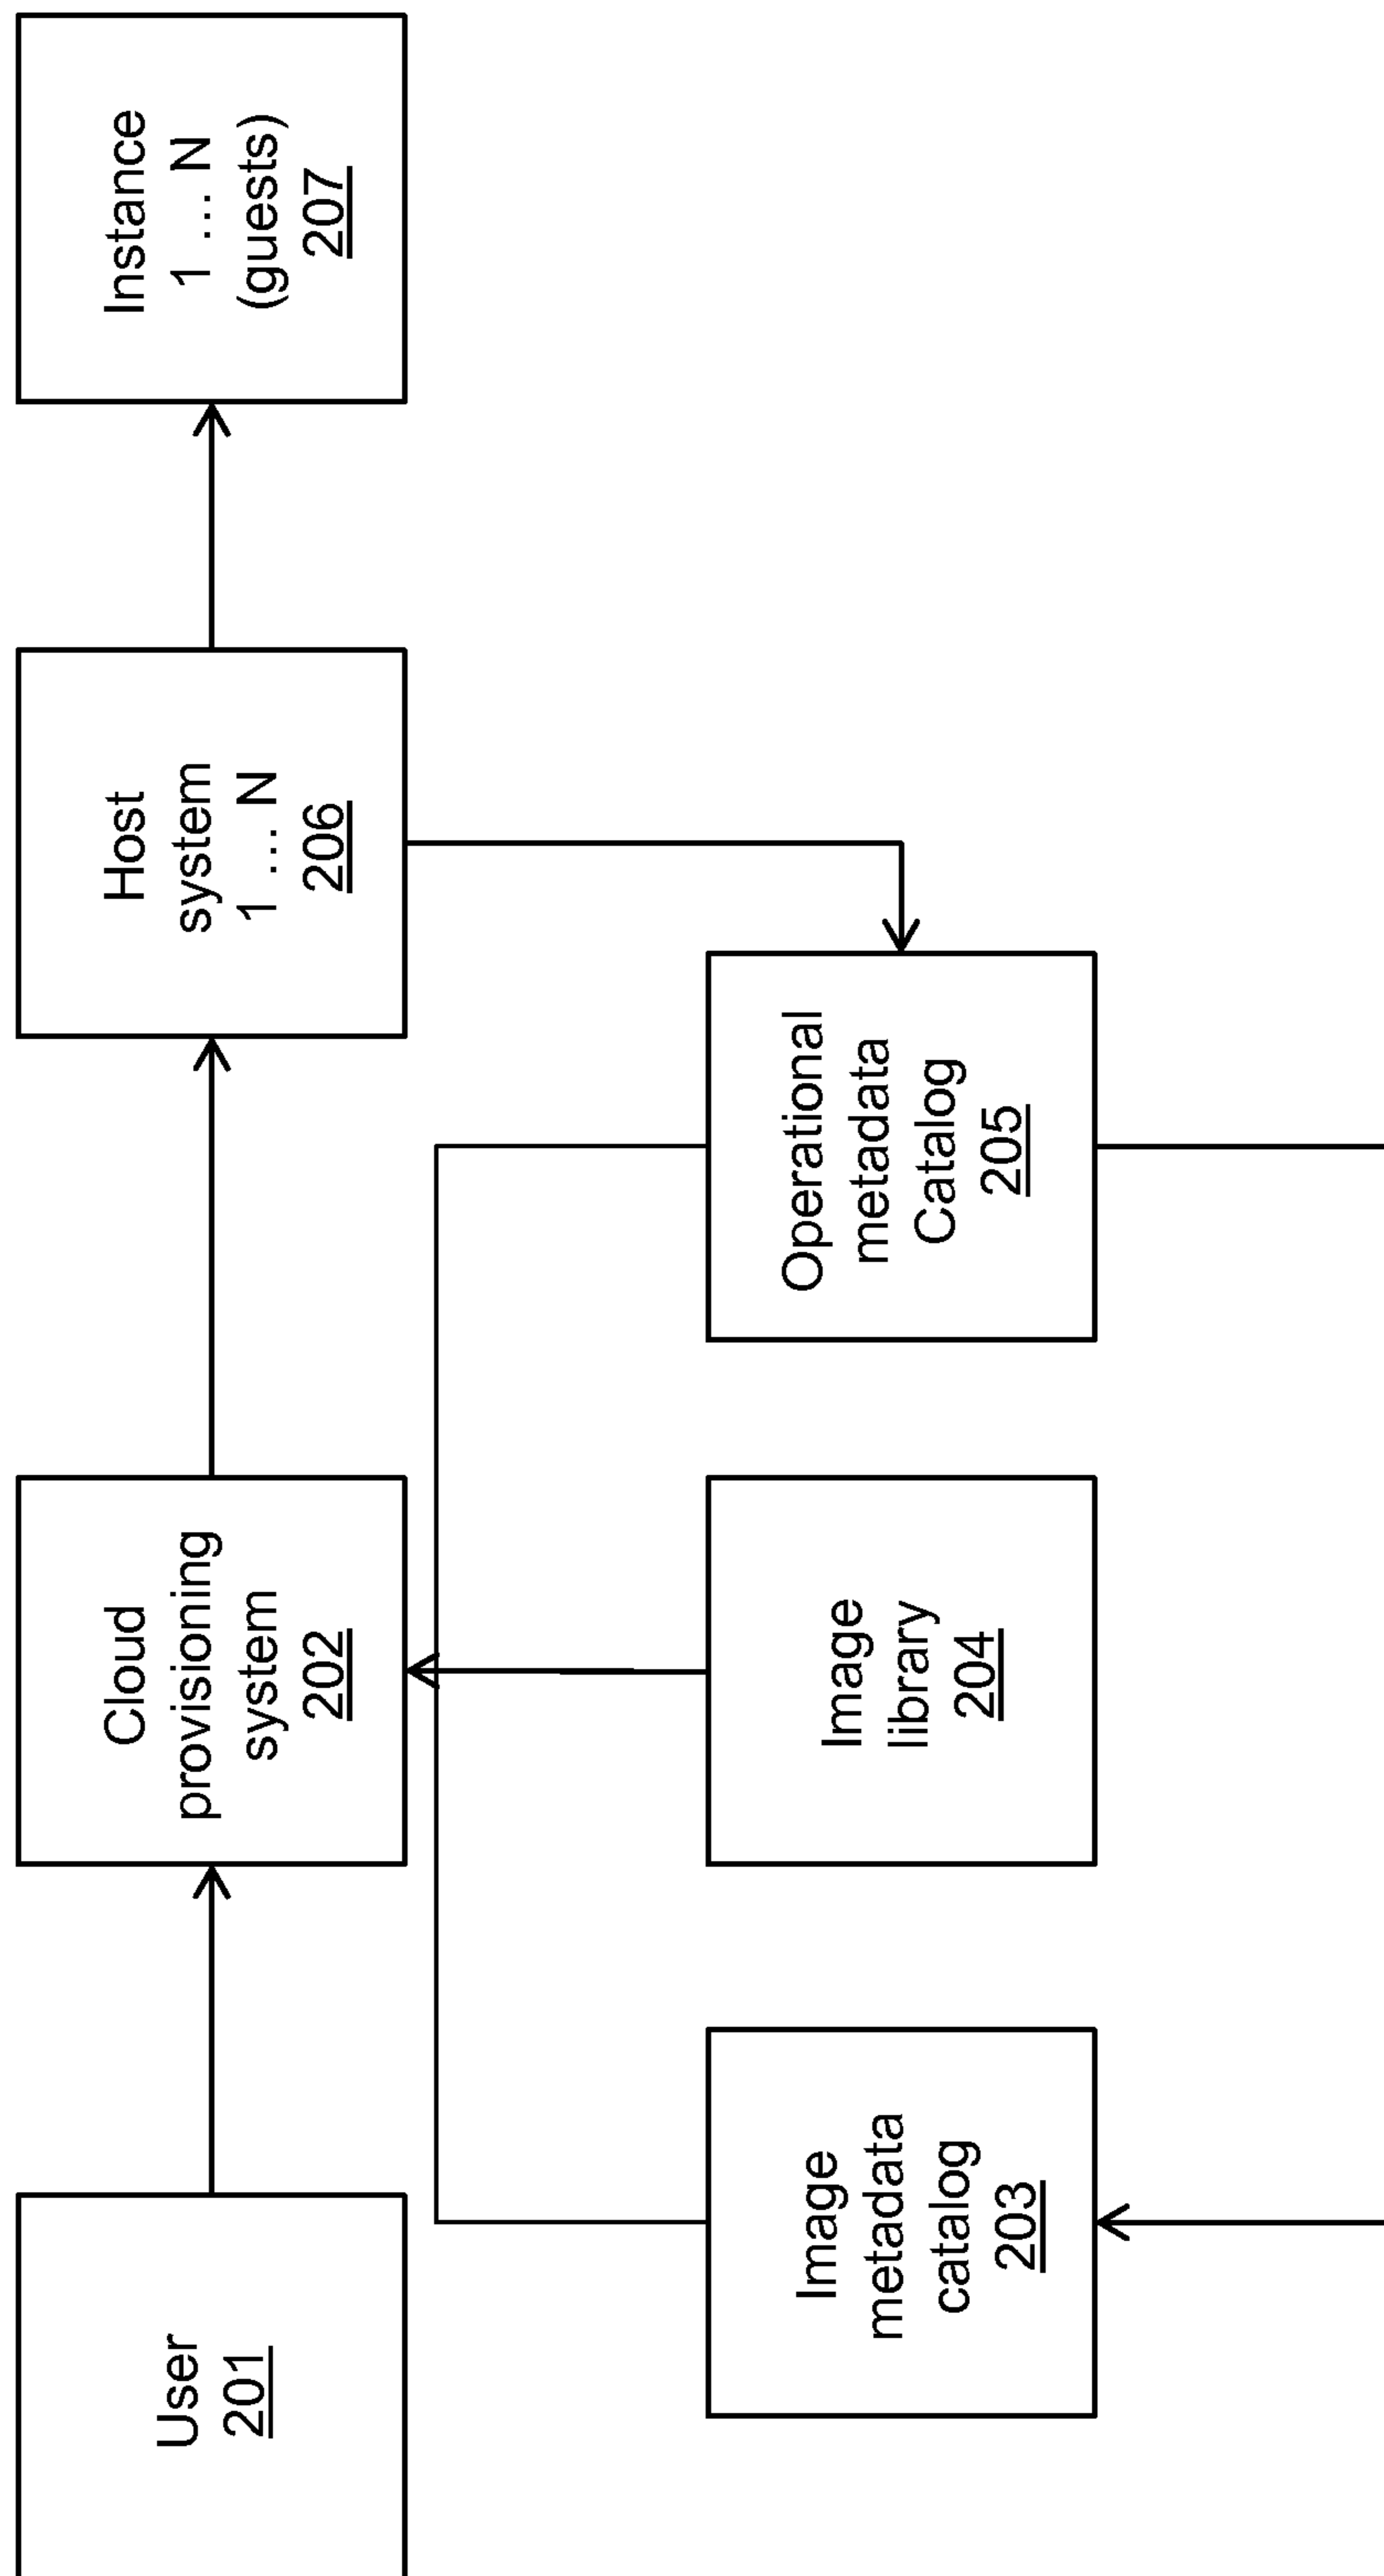 User
201
Cloud
provisioning
system
202
Host
system
1 ... N
206
Instance
1 ... N
(guests)
207
Image
metadata
catalog
203
Image
library
204
Operational
metadata
Catalog
205